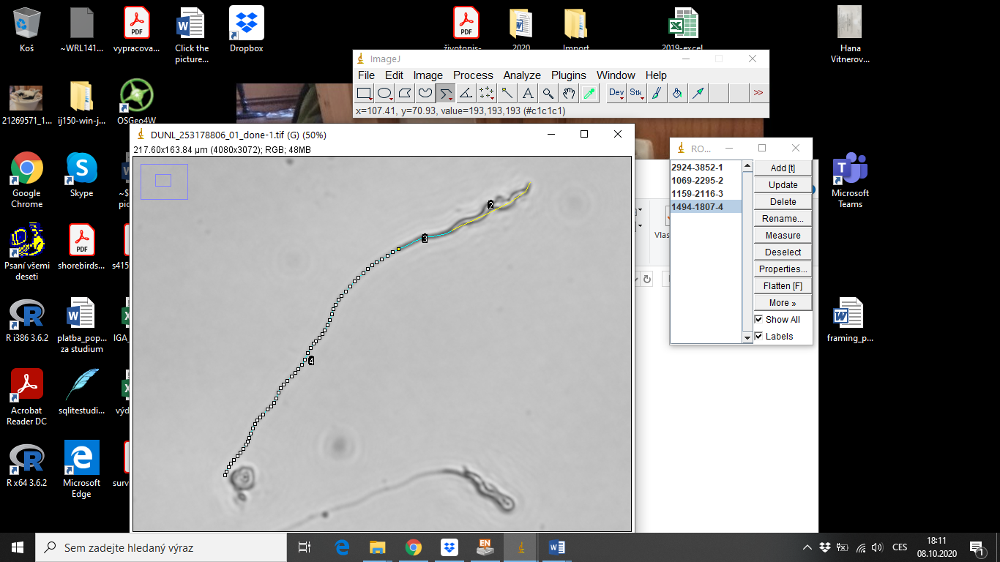 Koš
~WRL141...
vypracova...
Click the
picture...
Dropbox
životopis-
2020
Import
2019-excel
Hana
Vitnerov...
21269571_1...
ij150-win-j...
OSGeo4W
Google
Chrome
Skype
~$
pic
Microsoft
Teams
Psaní všemi
deseti
shorebirds...
s415
R i386 3.6.2
platba_pop...
za studium
IGA_
framing_p...
Acrobat
Reader DC
sqlitestudi...
výd
R x64 3.6.2
Microsoft
Edge
surv
ImageJ
File Edit Image Process Analyze Plugins Window Help
A Dev Stk >>
x=107.41, y=70.93, value=193,193,193 (#c1c1c1)
DUNL_253178806_01_done-1.tif (G) (50%)
217.60x163.84 µm (4080x3072); RGB; 48MB
2
3
4
RO...
2924-3852-1
1069-2295-2
1159-2116-3
1494-1807-4
Add [t]
Update
Delete
Rename...
Measure
Deselect
Properties...
Flatten [F]
More »
Show All
Labels
Vlas
Sem zadejte hledaný výraz
EN
CES
18:11
08.10.2020
1